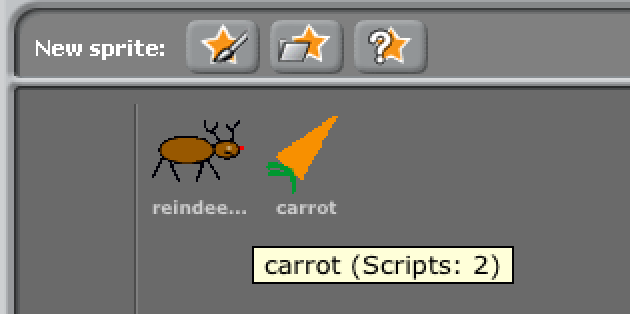 New sprite:
reindee...
carrot
carrot (Scripts: 2)